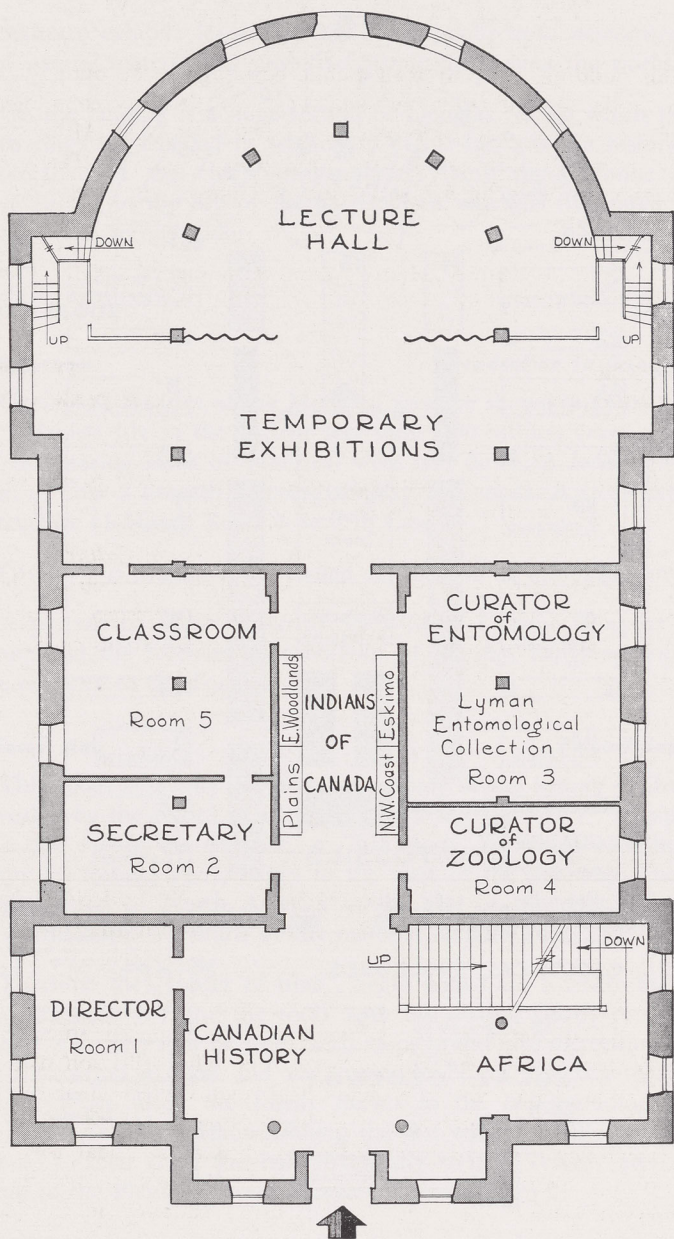 LECTURE
HALL
DOWN
DOWN
UP
UP
TEMPORARY
EXHIBITIONS
CLASSROOM
Room 5
CURATOR
of
ENTOMOLOGY
Lyman
Entomological
Collection
Room 3
E.Woodlands
Plains
INDIANS
OF
CANADA
Eskimo
N.W. Coast
SECRETARY
Room 2
CURATOR
of
ZOOLOGY
Room 4
UP
DOWN
DIRECTOR
Room 1
CANADIAN
HISTORY
AFRICA